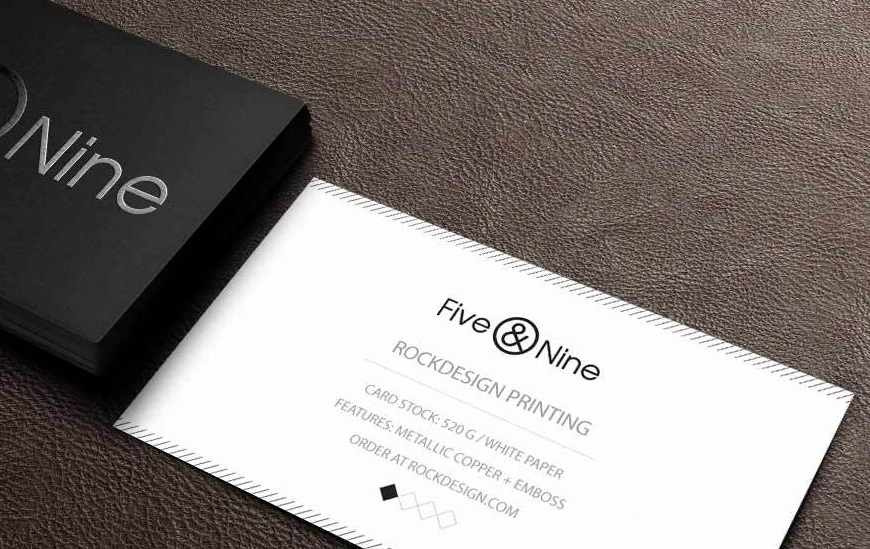 Nine
Five & Nine
ROCKDESIGN PRINTING
CARD STOCK: 520 G / WHITE PAPER
FEATURES: METALLIC COPPER + EMBOSS
ORDER AT ROCKDESIGN.COM